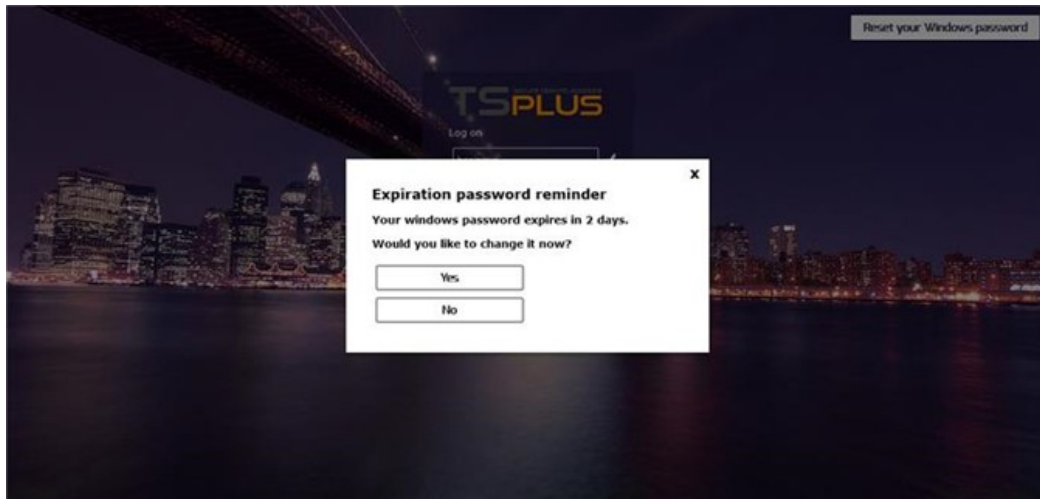 Reset your Windows password
TSPLUS
Log on
x
Expiration password reminder
Your windows password expires in 2 days.
Would you like to change it now?
Yes
No